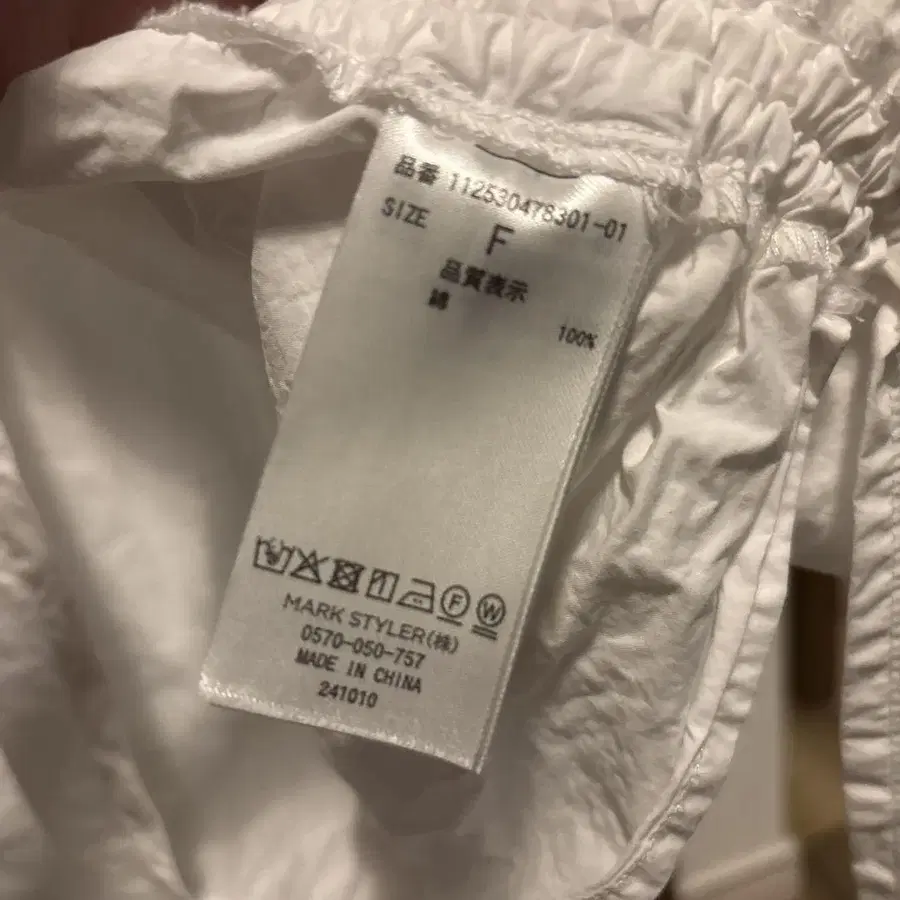 品番 112530478301-01
SIZE F
品質表示
綿 100%
F W
MARK STYLER(株)
0570-050-757
MADE IN CHINA
241010